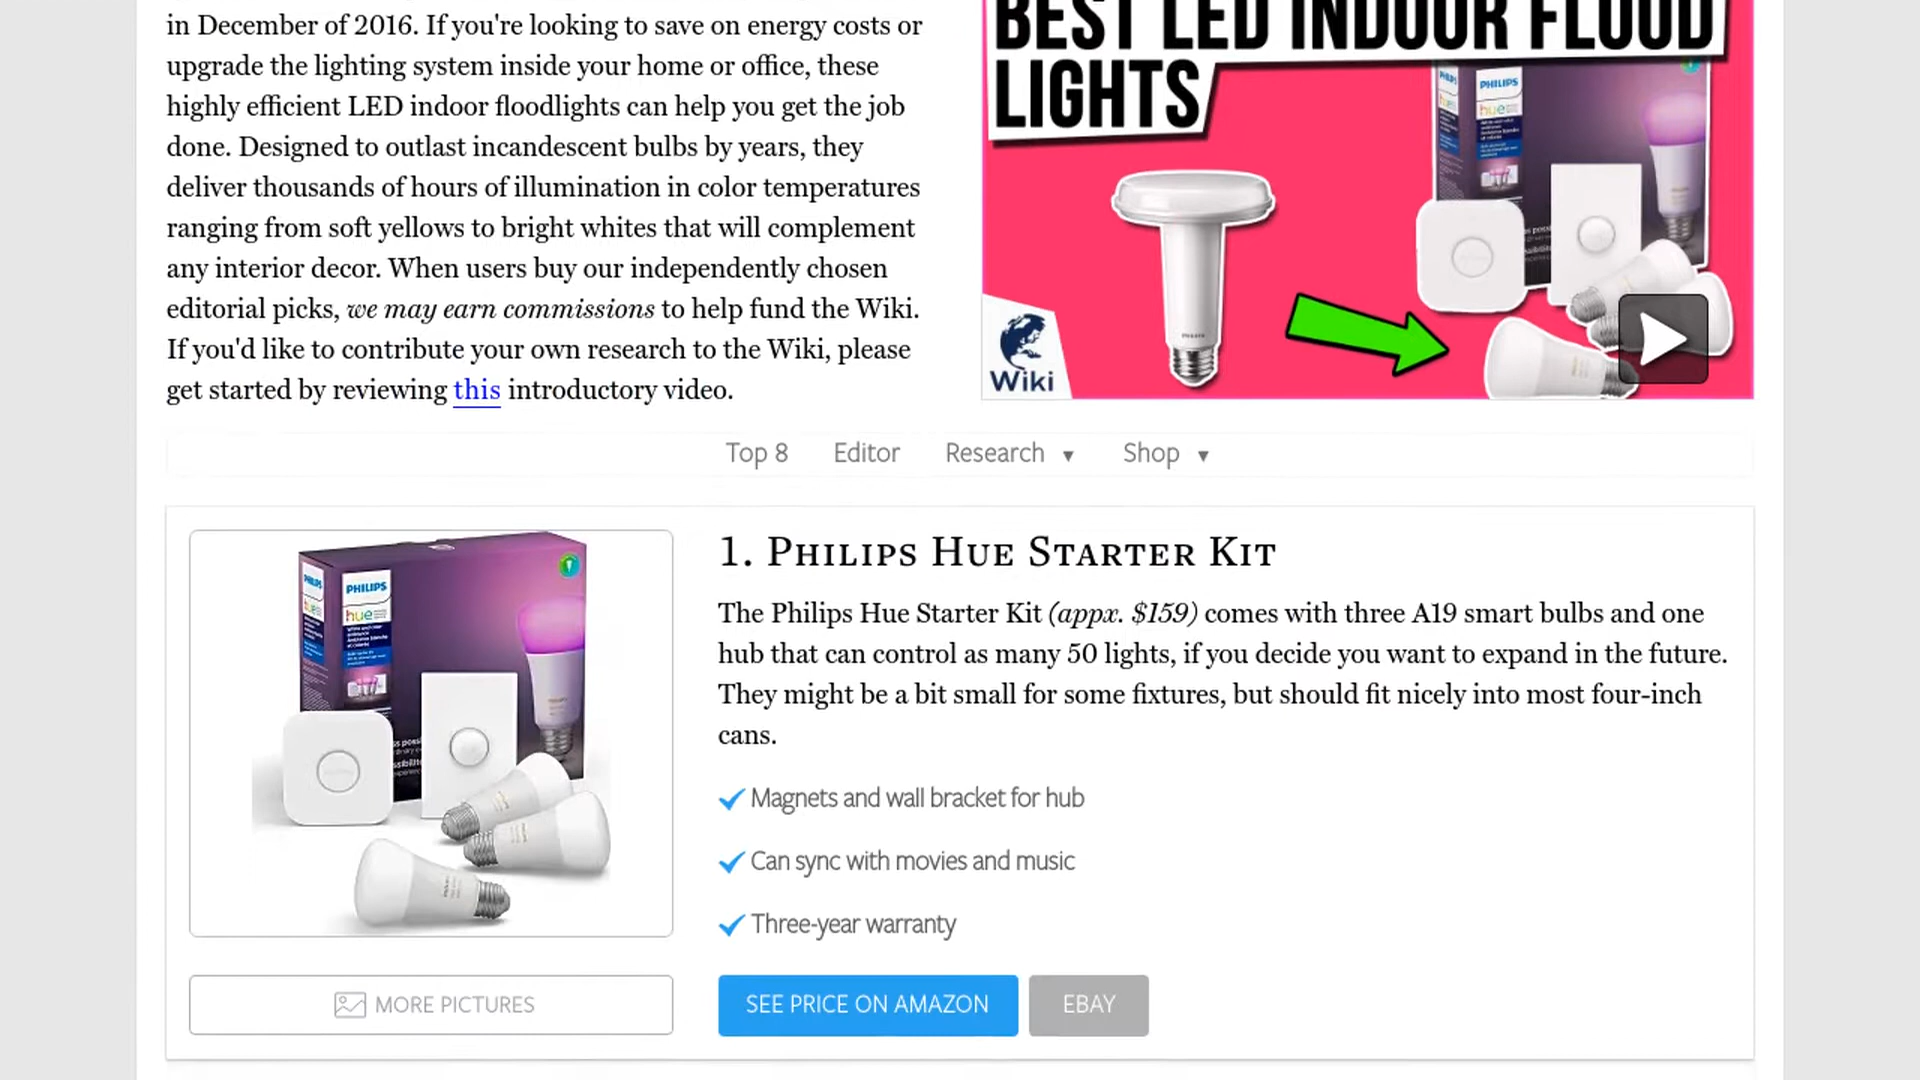 in December of 2016. If you're looking to save on energy costs or
upgrade the lighting system inside your home or office, these
highly efficient LED indoor floodlights can help you get the job
done. Designed to outlast incandescent bulbs by years, they
deliver thousands of hours of illumination in color temperatures
ranging from soft yellows to bright whites that will complement
any interior decor. When users buy our independently chosen
editorial picks, we may earn commissions to help fund the Wiki.
If you'd like to contribute your own research to the Wiki, please
get started by reviewing this introductory video.
BEST LED INDOOR FLOOD
LIGHTS
PHILIPS
hue
Wiki
Top 8 Editor Research ▼ Shop ▼
PHILIPS
hue
PHILIPS
hue
1. Philips Hue Starter Kit
The Philips Hue Starter Kit (appx. $159) comes with three A19 smart bulbs and one
hub that can control as many 50 lights, if you decide you want to expand in the future.
They might be a bit small for some fixtures, but should fit nicely into most four-inch
cans.
Magnets and wall bracket for hub
Can sync with movies and music
Three-year warranty
MORE PICTURES
SEE PRICE ON AMAZON
EBAY